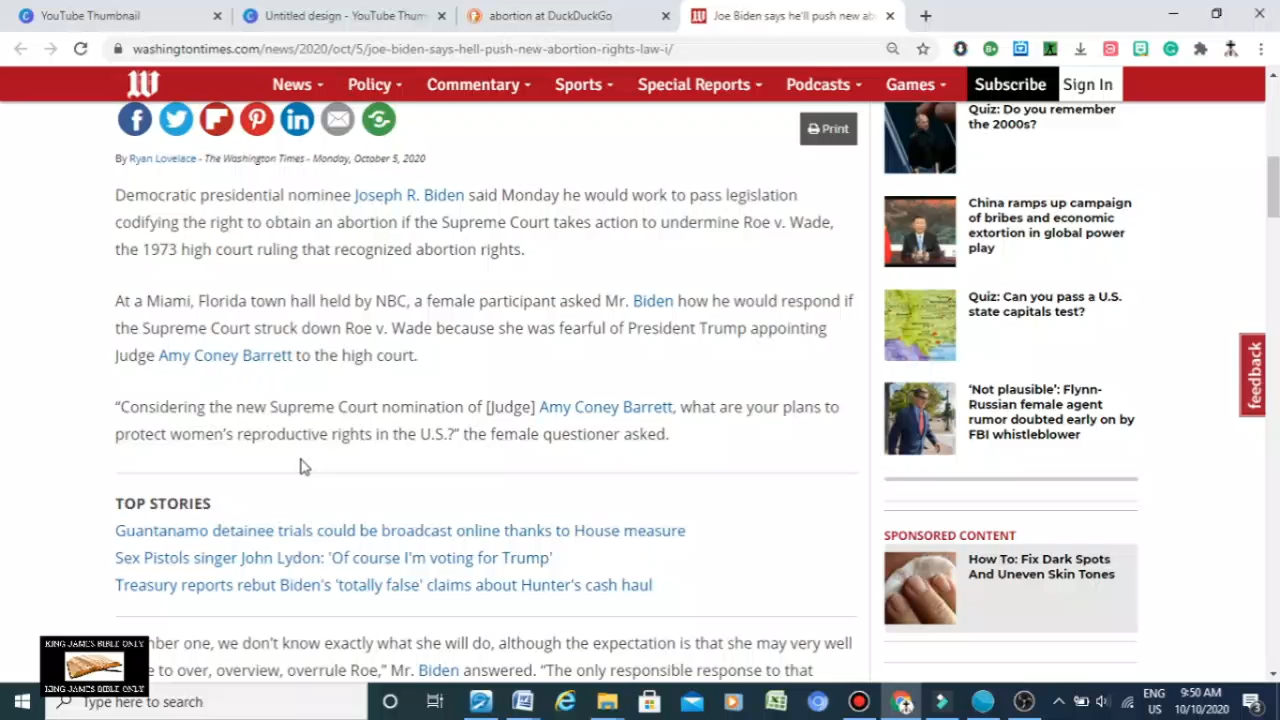 YouTube Thumbnail
Untitled design - YouTube Thum
abortion at DuckDuckGo
Joe Biden says he'll push new ab
washingtontimes.com/news/2020/oct/5/joe-biden-says-hell-push-new-abortion-rights-law-i/
W
News
Policy
Commentary
Sports
Special Reports
Podcasts
Games
Subscribe
Sign In
Print
By Ryan Lovelace - The Washington Times - Monday, October 5, 2020
Democratic presidential nominee Joseph R. Biden said Monday he would work to pass legislation
codifying the right to obtain an abortion if the Supreme Court takes action to undermine Roe v. Wade,
the 1973 high court ruling that recognized abortion rights.
At a Miami, Florida town hall held by NBC, a female participant asked Mr. Biden how he would respond if
the Supreme Court struck down Roe v. Wade because she was fearful of President Trump appointing
Judge Amy Coney Barrett to the high court.
“Considering the new Supreme Court nomination of [Judge] Amy Coney Barrett, what are your plans to
protect women’s reproductive rights in the U.S.?” the female questioner asked.
TOP STORIES
Guantanamo detainee trials could be broadcast online thanks to House measure
Sex Pistols singer John Lydon: 'Of course I'm voting for Trump'
Treasury reports rebut Biden's 'totally false' claims about Hunter's cash haul
mber one, we don’t know exactly what she will do, although the expectation is that she may very well
e to over, overview, overrule Roe,” Mr. Biden answered. “The only responsible response to that
Quiz: Do you remember
the 2000s?
China ramps up campaign
of bribes and economic
extortion in global power
play
Quiz: Can you pass a U.S.
state capitals test?
‘Not plausible’: Flynn-
Russian female agent
rumor doubted early on by
FBI whistleblower
SPONSORED CONTENT
How To: Fix Dark Spots
And Uneven Skin Tones
feedback
KING JAMES BIBLE ONLY
KING JAMES BIBLE ONLY
Type here to search
ENG
US
9:50 AM
10/10/2020
3